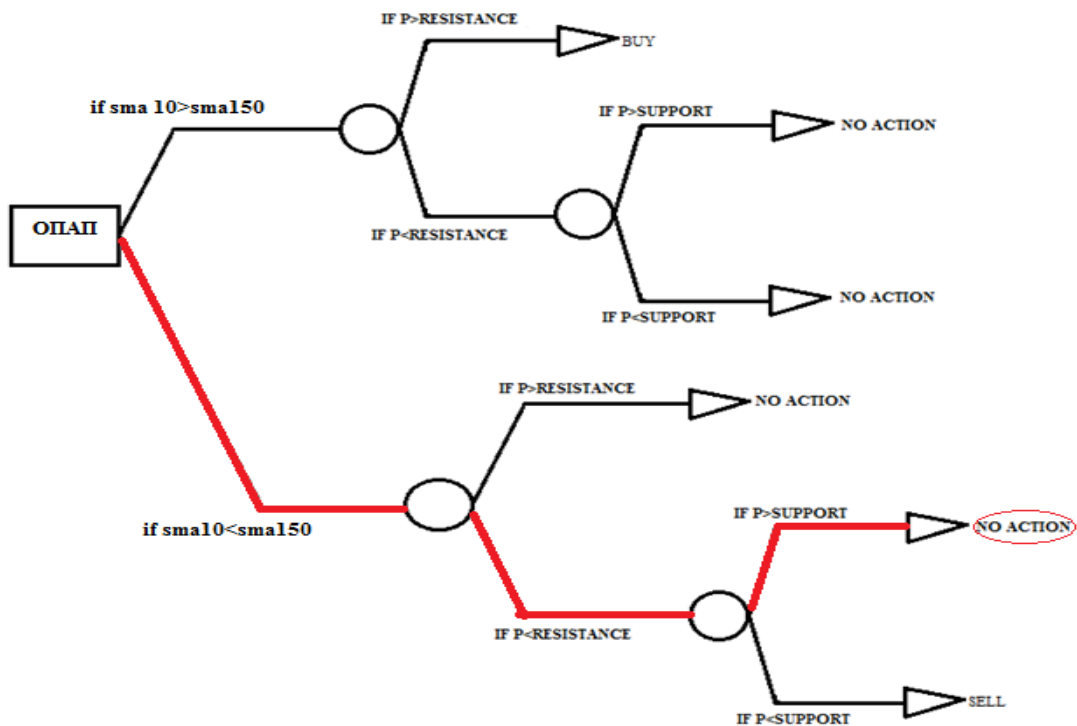 IF P>RESISTANCE
BUY
if sma 10>sma150
IF P>SUPPORT
NO ACTION
ΟΠΑΠ
IF P<RESISTANCE
NO ACTION
IF P<SUPPORT
IF P>RESISTANCE
NO ACTION
if sma10<sma150
IF P>SUPPORT
NO ACTION
IF P<RESISTANCE
SELL
IF P<SUPPORT